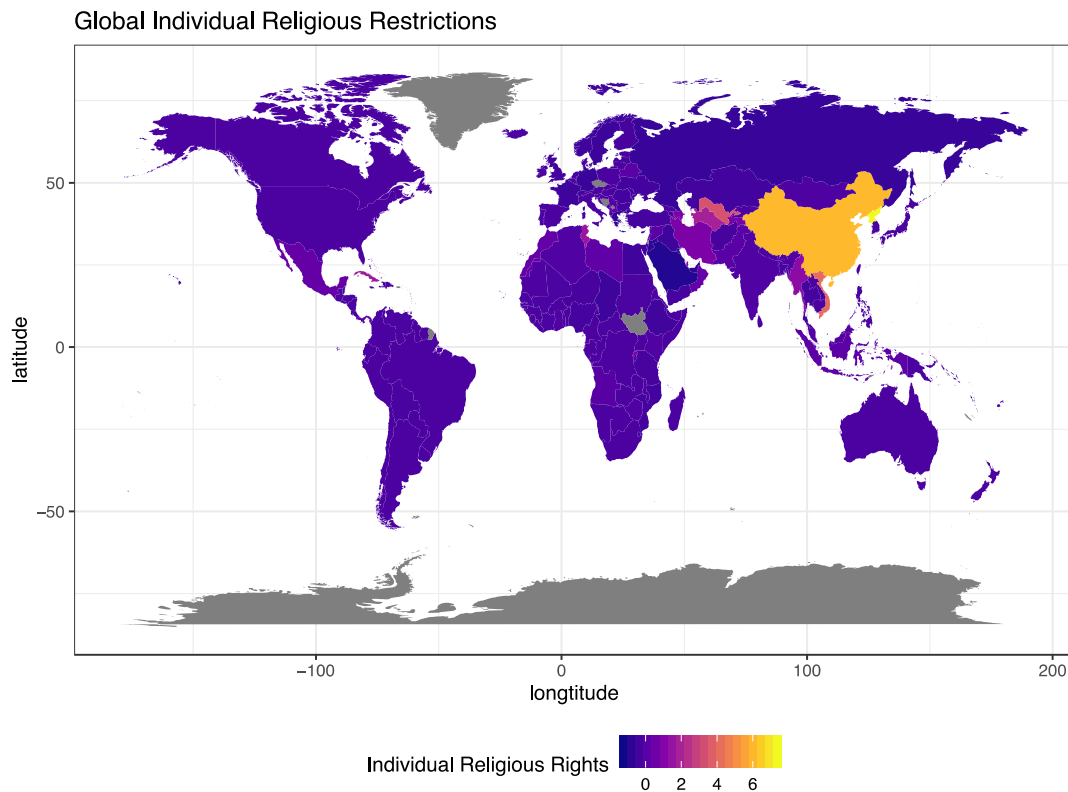 Global Individual Religious Restrictions
50
0
−50
latitude
−100 0 100 200
longtitude
Individual Religious Rights
0 2 4 6